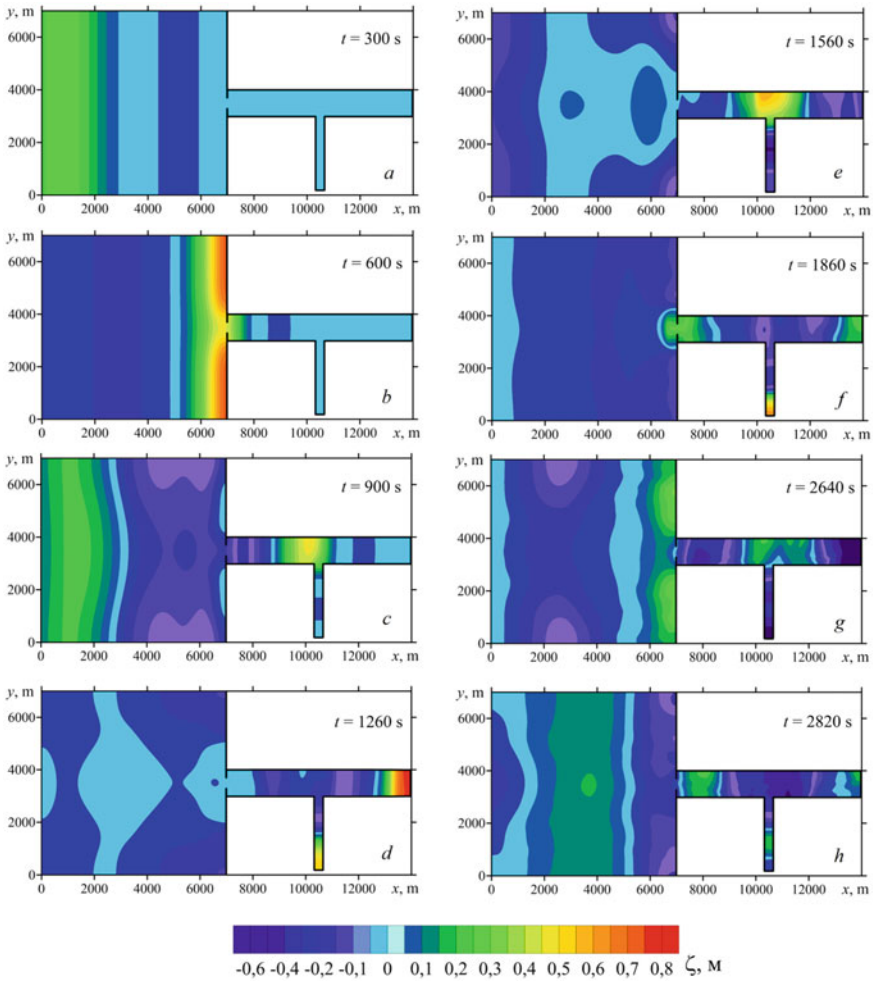 y, m
6000
4000
2000
0
t = 300 s
a
0 2000 4000 6000 8000 10000 12000 x, m
y, m
6000
4000
2000
0
t = 600 s
b
0 2000 4000 6000 8000 10000 12000 x, m
y, m
6000
4000
2000
0
t = 900 s
c
0 2000 4000 6000 8000 10000 12000 x, m
y, m
6000
4000
2000
0
t = 1260 s
d
0 2000 4000 6000 8000 10000 12000 x, m
y, m
6000
4000
2000
0
t = 1560 s
e
0 2000 4000 6000 8000 10000 12000 x, m
y, m
6000
4000
2000
0
t = 1860 s
f
0 2000 4000 6000 8000 10000 12000 x, m
y, m
6000
4000
2000
0
t = 2640 s
g
0 2000 4000 6000 8000 10000 12000 x, m
y, m
6000
4000
2000
0
t = 2820 s
h
0 2000 4000 6000 8000 10000 12000 x, m
-0,6 -0,4 -0,2 -0,1 0 0,1 0,2 0,3 0,4 0,5 0,6 0,7 0,8 ζ, м